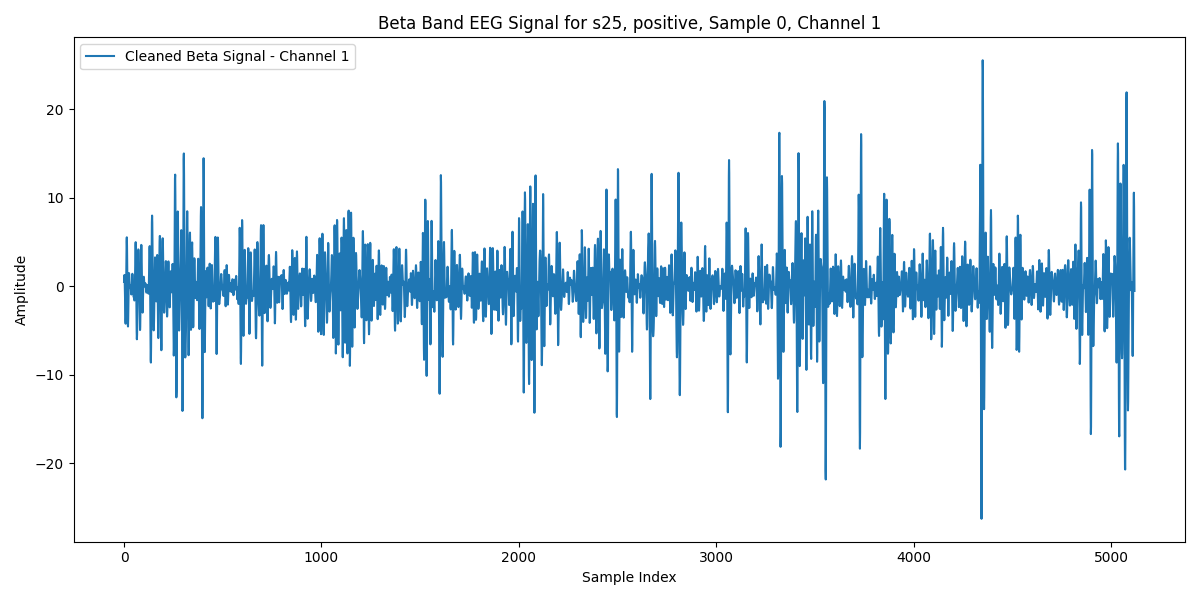 Beta Band EEG Signal for s25, positive, Sample 0, Channel 1
Cleaned Beta Signal - Channel 1
Amplitude
20
10
0
−10
−20
0 1000 2000 3000 4000 5000
Sample Index